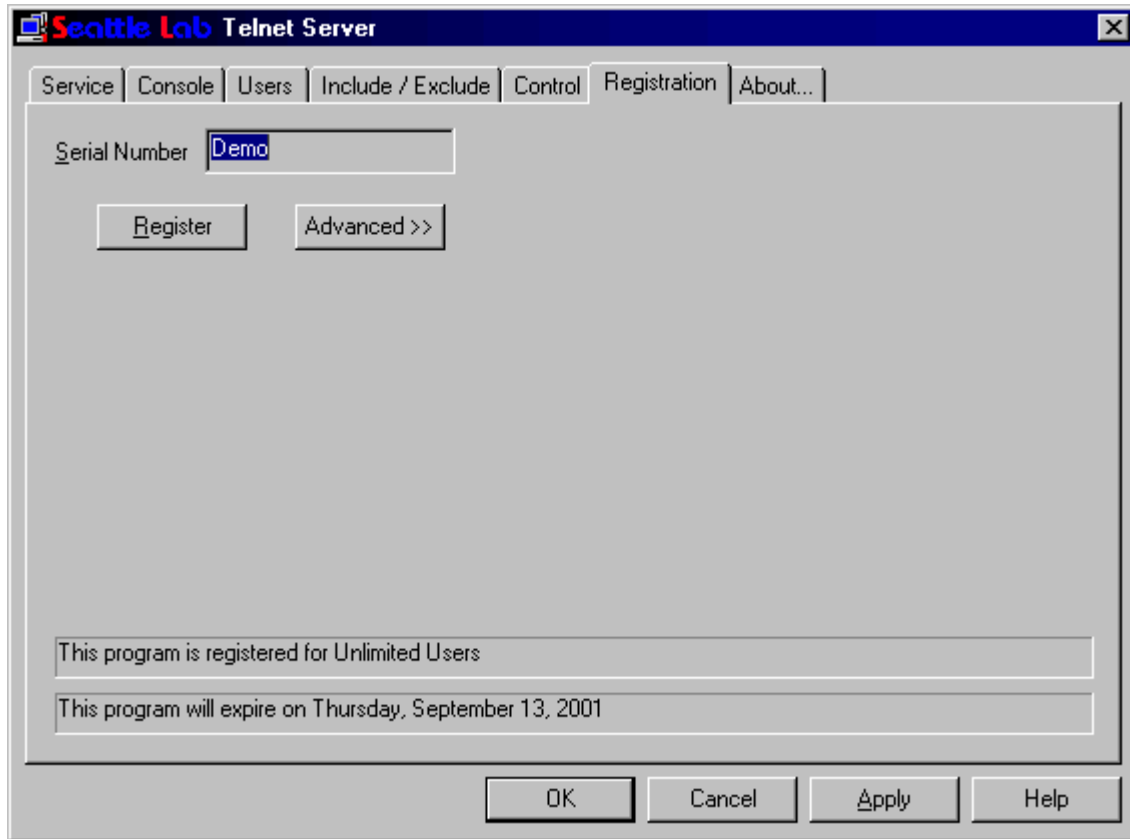 Seattle Lab Telnet Server
Service Console Users Include / Exclude Control Registration About...
Serial Number Demo
Register Advanced >>
This program is registered for Unlimited Users
This program will expire on Thursday, September 13, 2001
OK Cancel Apply Help